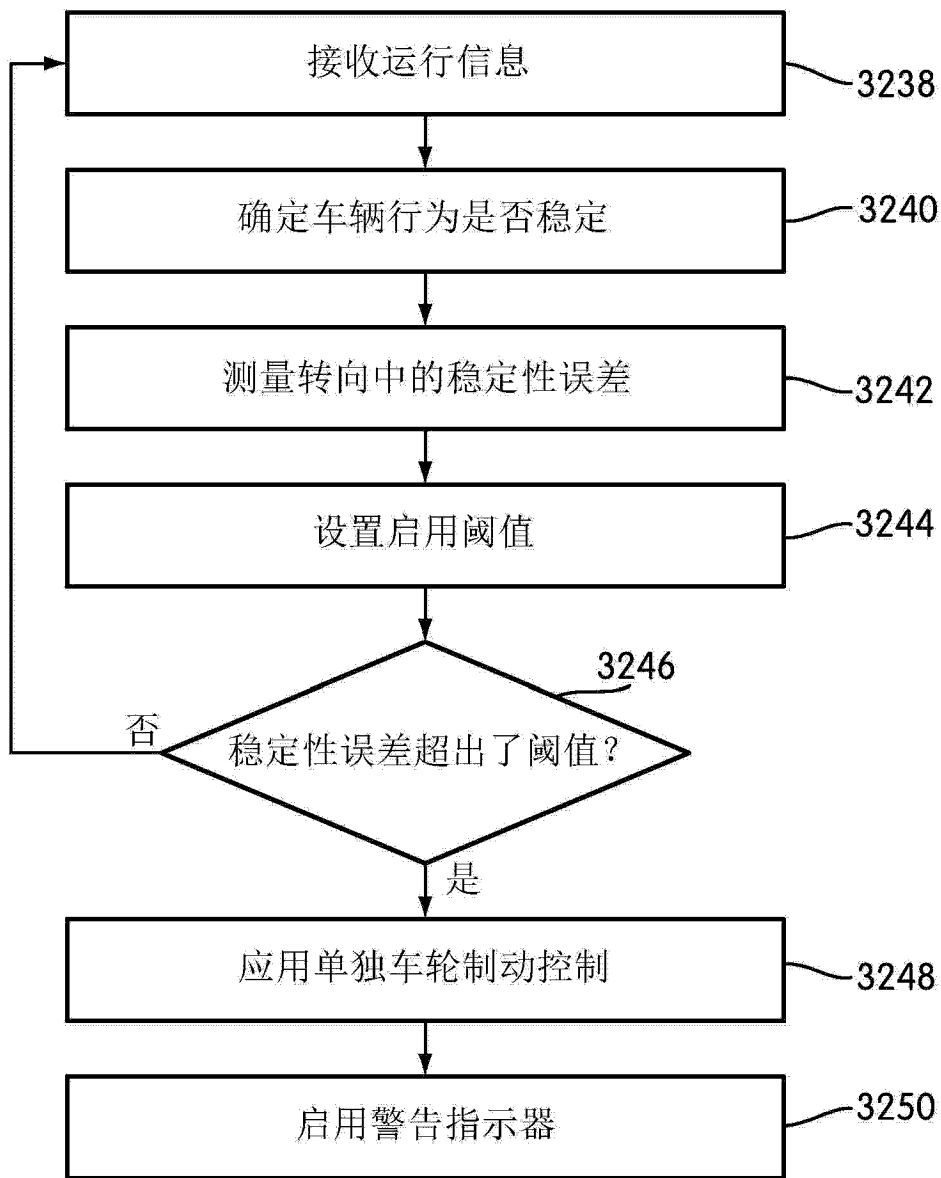 接收运行信息
3238
确定车辆行为是否稳定
3240
测量转向中的稳定性误差
3242
设置启用阈值
3244
3246
否
稳定性误差超出了阈值？
是
应用单独车轮制动控制
3248
启用警告指示器
3250